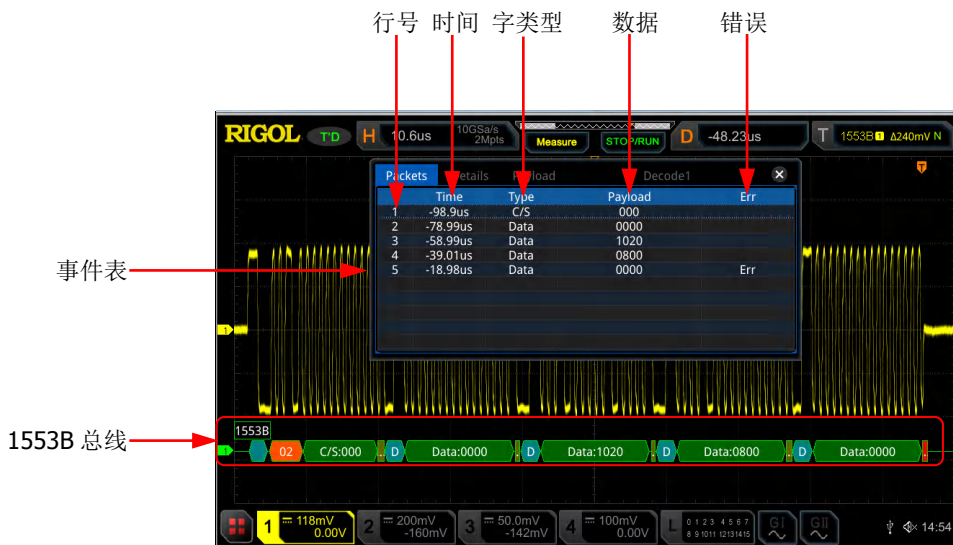 行号 时间 字类型 数据 错误
RIGOL T'D H 10.6us 10GSa/s 2Mpts Measure STOP/RUN D -48.23us T 1553B 1 Δ240mV N
Packets Details Payload Decode1
Time Type Payload Err
1 -98.9us C/S 000
2 -78.99us Data 0000
3 -58.99us Data 1020
4 -39.01us Data 0800
5 -18.98us Data 0000 Err
事件表
T
1
1553B 总线
1553B
1 02 C/S:000 .. D Data:0000 D Data:1020 D Data:0800 .. D Data:0000
1 118mV 0.00V 2 200mV -160mV 3 50.0mV -142mV 4 100mV 0.00V L 0 1 2 3 4 5 6 7 8 9 10 11 12 13 14 15 GI GII 14:54